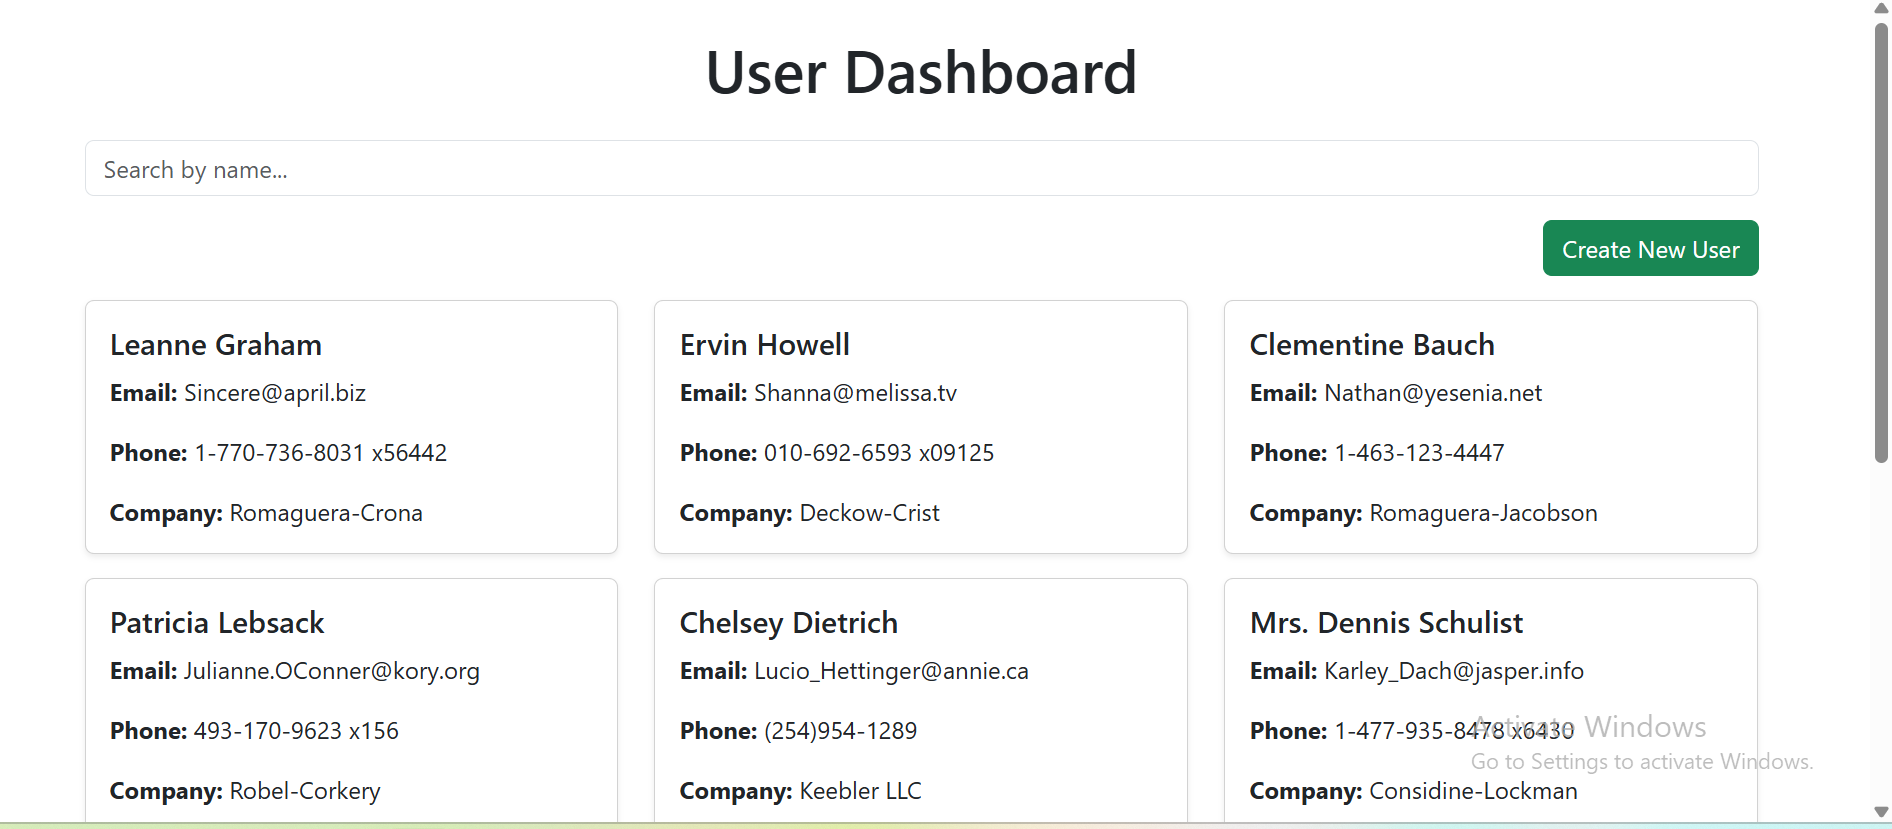 User Dashboard
Search by name...
Create New User
Leanne Graham
Email: Sincere@april.biz
Phone: 1-770-736-8031 x56442
Company: Romaguera-Crona
Ervin Howell
Email: Shanna@melissa.tv
Phone: 010-692-6593 x09125
Company: Deckow-Crist
Clementine Bauch
Email: Nathan@yesenia.net
Phone: 1-463-123-4447
Company: Romaguera-Jacobson
Patricia Lebsack
Email: Julianne.OConner@kory.org
Phone: 493-170-9623 x156
Company: Robel-Corkery
Chelsey Dietrich
Email: Lucio_Hettinger@annie.ca
Phone: (254)954-1289
Company: Keebler LLC
Mrs. Dennis Schulist
Email: Karley_Dach@jasper.info
Phone: 1-477-935-8478 x6430
Company: Considine-Lockman
Activate Windows
Go to Settings to activate Windows.